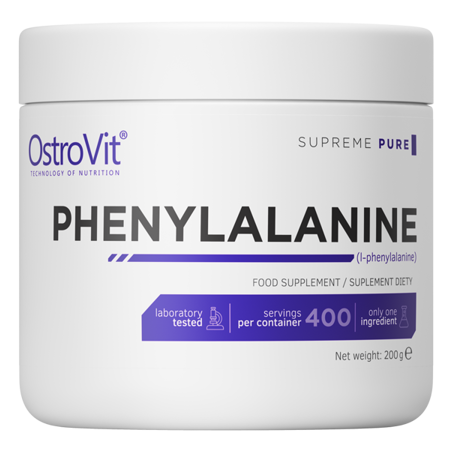 OstroVit®
TECHNOLOGY OF NUTRITION
SUPREME PURE
PHENYLALANINE
(l-phenylalanine)
FOOD SUPPLEMENT / SUPLEMENT DIETY
laboratory tested
servings per container 400
only one ingredient
Net weight: 200 g ℮